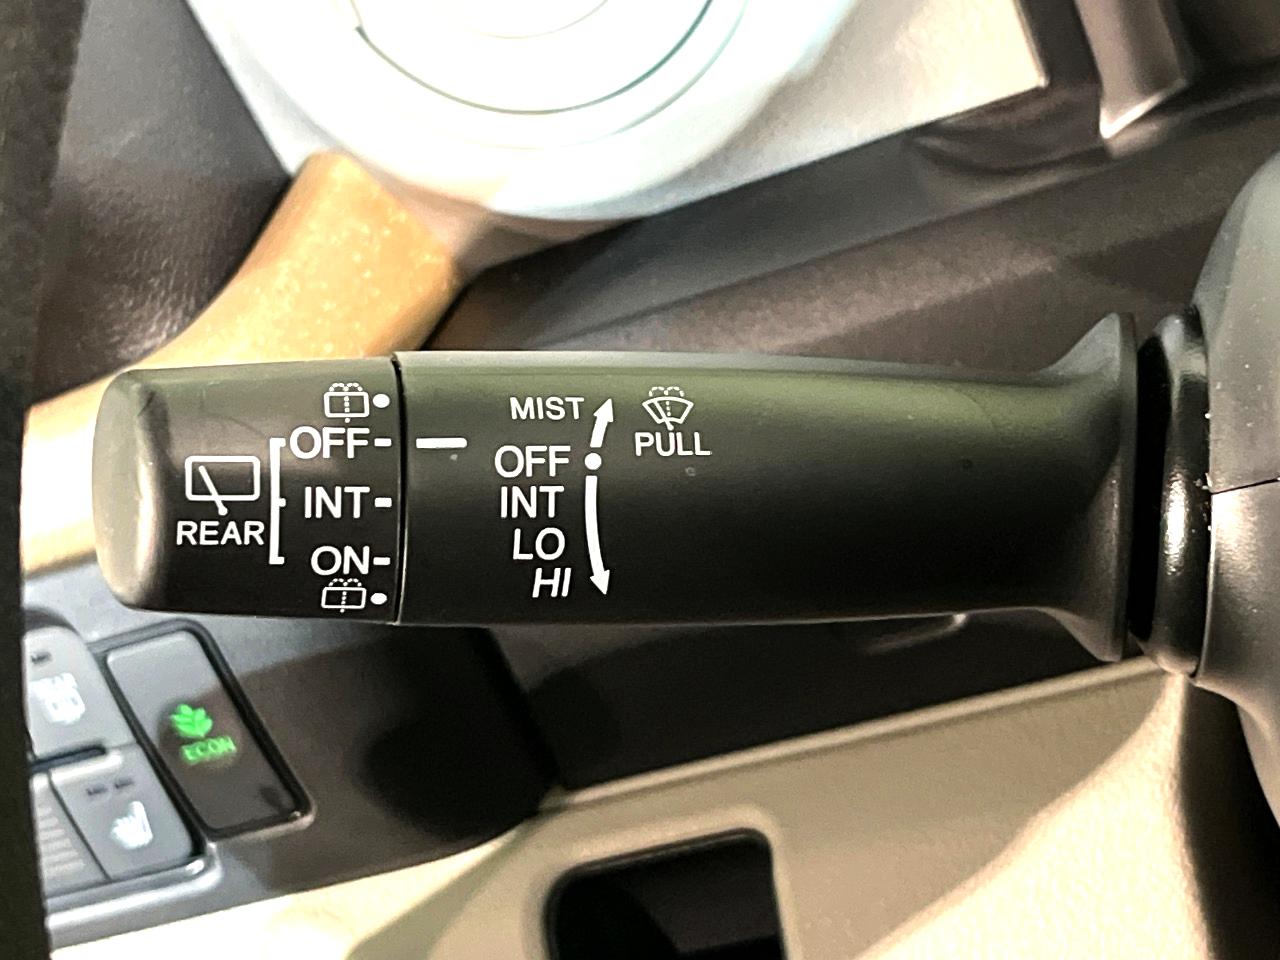 MIST
PULL
OFF
OFF
INT
INT
REAR
LO
ON
HI
ECON